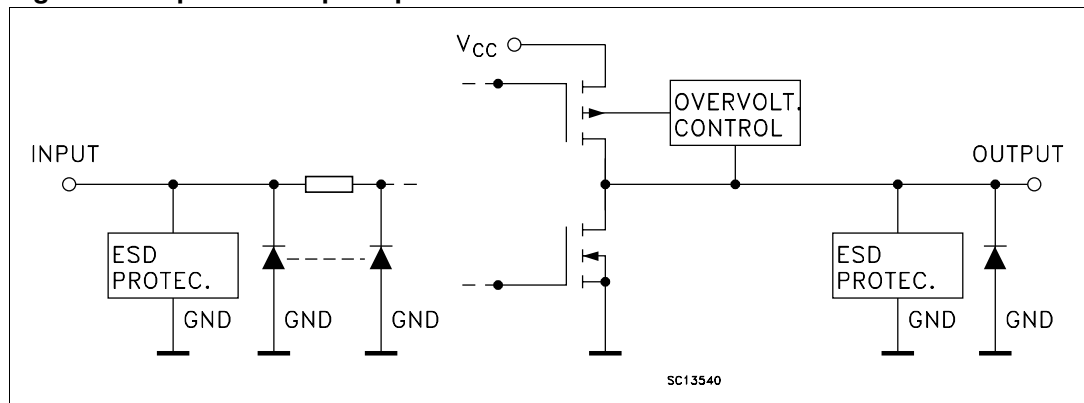 V_CC
OVERVOLT.
CONTROL
INPUT
OUTPUT
ESD
PROTEC.
ESD
PROTEC.
GND
GND
GND
GND
GND
SC13540